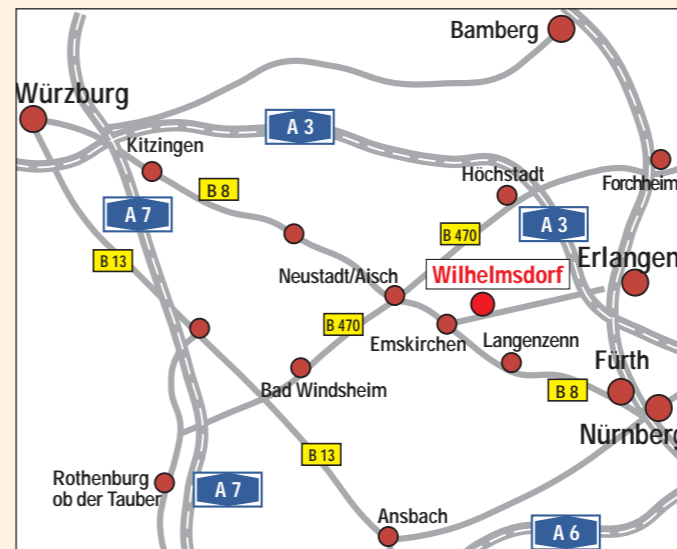 Bamberg
Würzburg
A 3
Kitzingen
Höchstadt
Forchheim
B 8
A 7
A 3
B 470
B 13
Erlangen
Neustadt/Aisch
Wilhelmsdorf
B 470
Emskirchen
Langenzenn
Fürth
Bad Windsheim
B 8
Nürnberg
B 13
Rothenburg
ob der Tauber
A 7
Ansbach
A 6